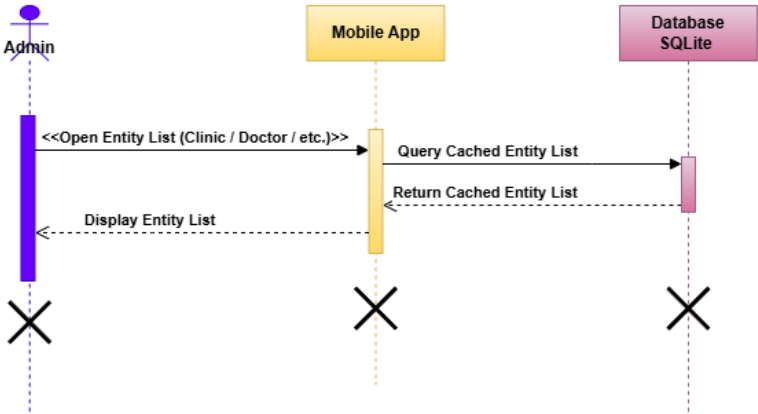 Admin
Mobile App
Database
SQLite
<<Open Entity List (Clinic / Doctor / etc.)>>
Query Cached Entity List
Return Cached Entity List
Display Entity List